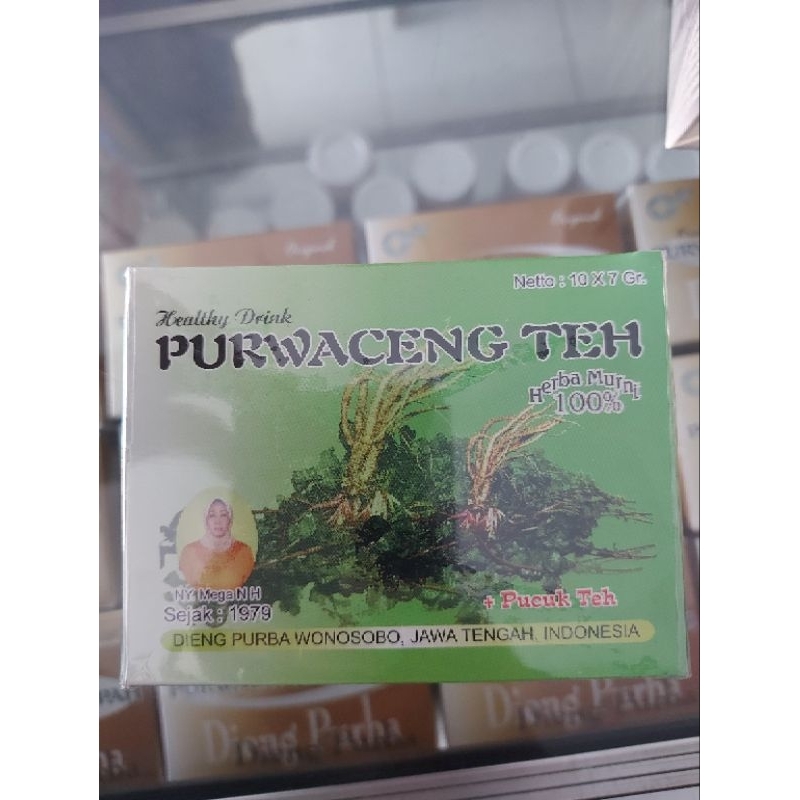 Netto : 10 X 7 Gr.
Healthy Drink
PURWACENG TEH
Herba Murni
100%
NY Mega N H
Sejak : 1979
+ Pucuk Teh
DIENG PURBA WONOSOBO, JAWA TENGAH, INDONESIA
Dieng Purba